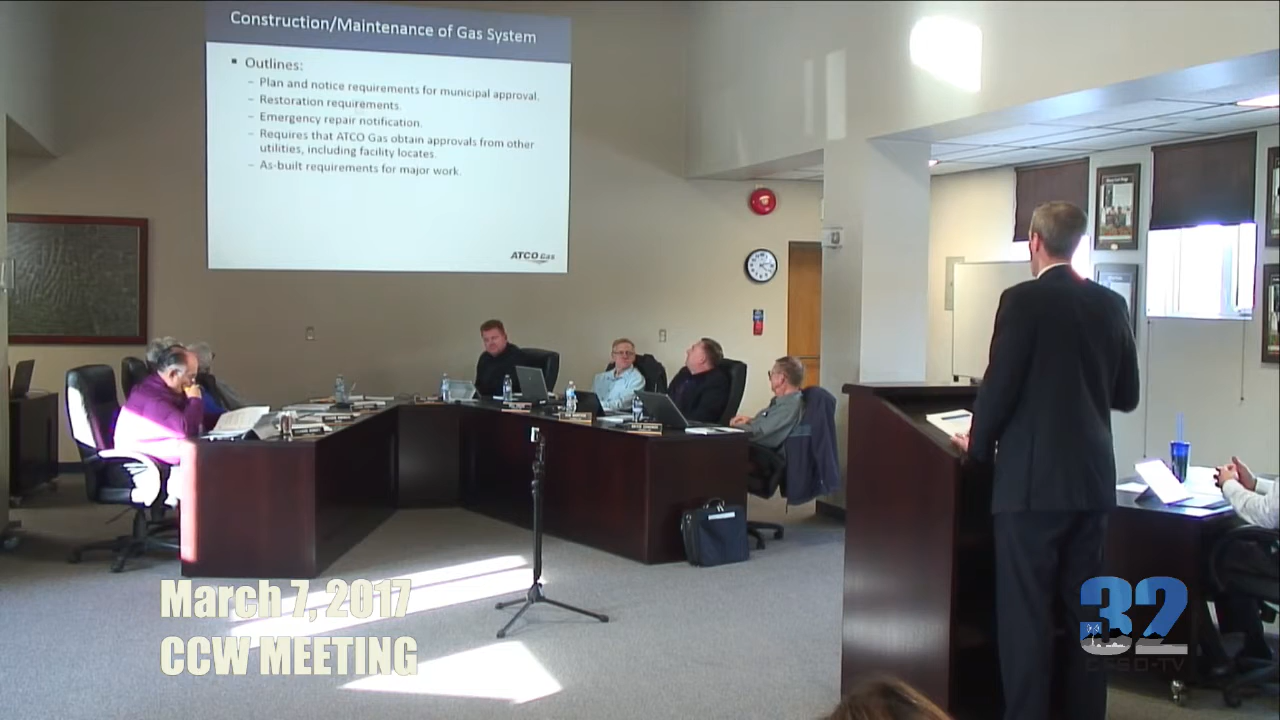 Construction/Maintenance of Gas System
▪ Outlines:
– Plan and notice requirements for municipal approval.
– Restoration requirements.
– Emergency repair notification.
– Requires that ATCO Gas obtain approvals from other
utilities, including facility locates.
– As-built requirements for major work.
ATCO Gas
March 7, 2017
CCW MEETING
32
CFSO-TV